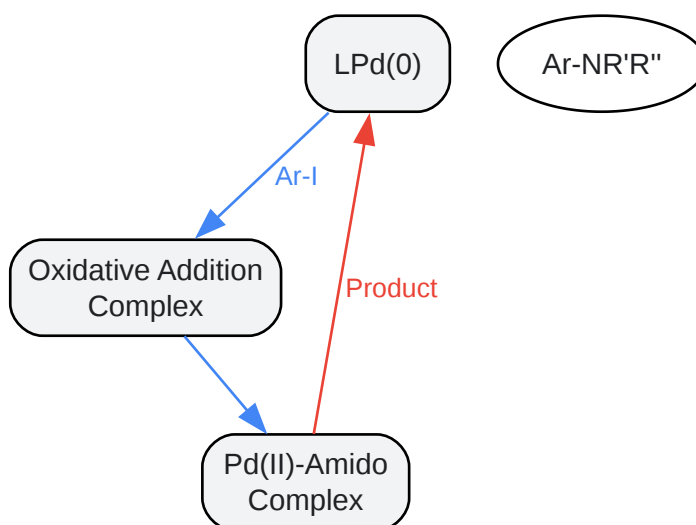 LPd(0)
Ar-NR'R"
Ar-I
Oxidative Addition
Complex
Product
Pd(II)-Amido
Complex